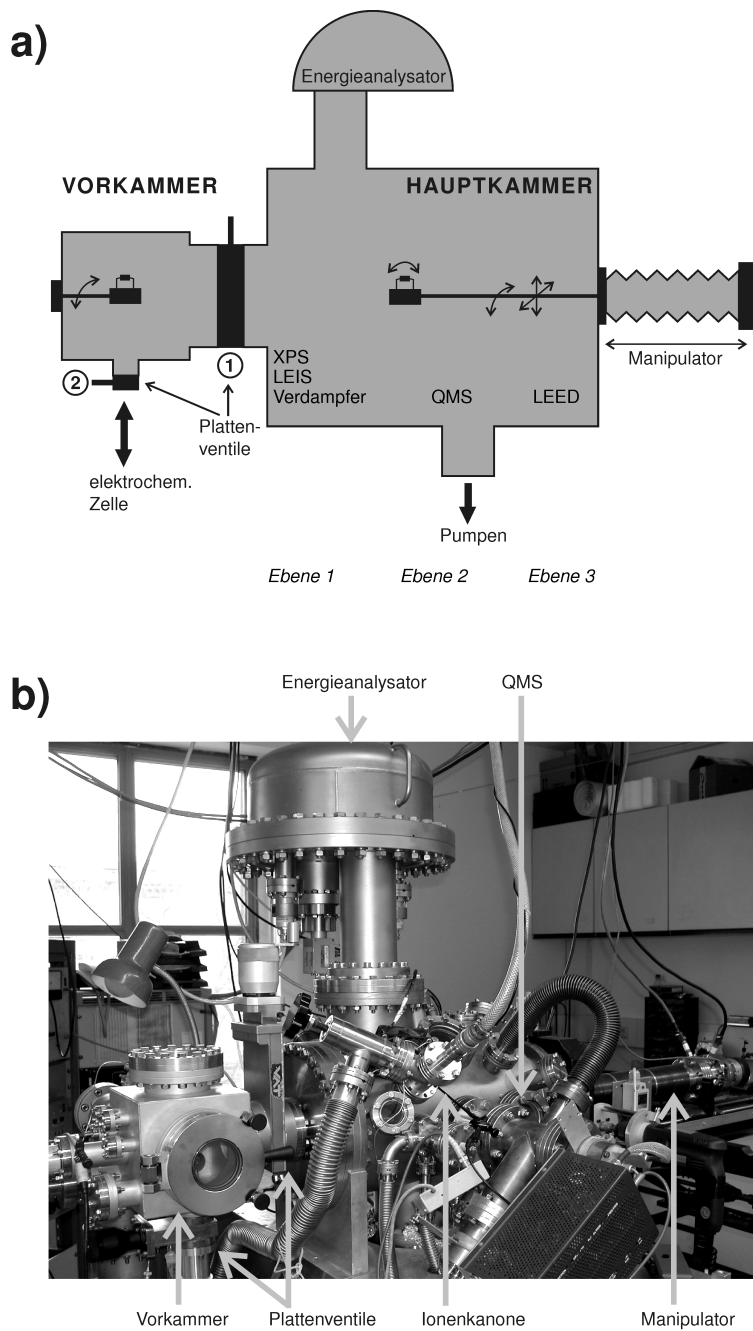 a)
Energieanalysator
VORKAMMER
HAUPTKAMMER
1
2
XPS
LEIS
Verdampfer
QMS
LEED
Manipulator
Platten-
ventile
elektrochem.
Zelle
Pumpen
Ebene 1
Ebene 2
Ebene 3
b)
Energieanalysator
QMS
Vorkammer
Plattenventile
Ionenkanone
Manipulator